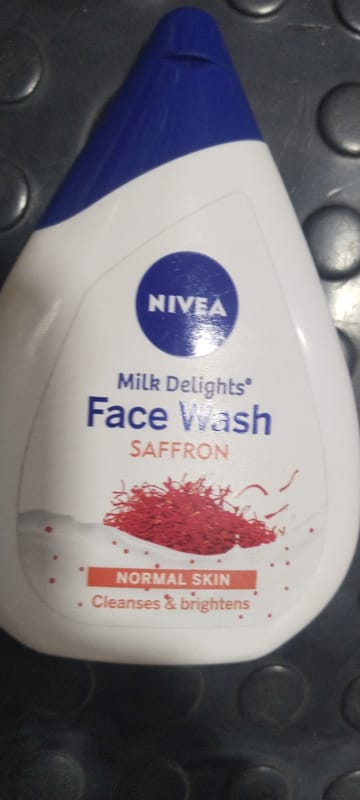 NIVEA
Milk Delights®
Face Wash
SAFFRON
NORMAL SKIN
Cleanses & brightens